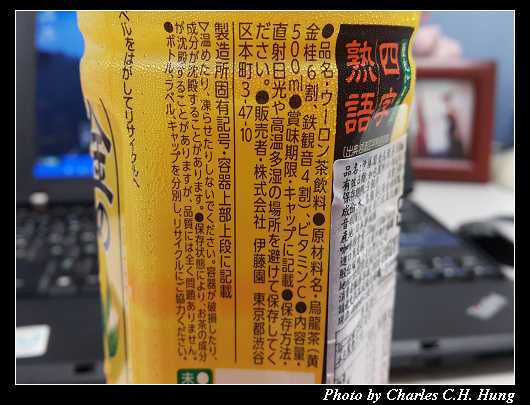 四字
熟語
●品名・ウーロン茶飲料●原材料名・烏龍茶(黄
金桂6割、鉄観音4割)、ビタミンC●内容量・
500ml●賞味期限・キャップに記載●保存方法・
直射日光や高温多湿の場所を避けて保存してく
ださい。●販売者・株式会社 伊藤園 東京都渋谷
区本町3-47-10
製造所固有記号・容器上部上段に記載
▽温めたり、凍らせたりしないでください。容器が破損したり、
成分が沈殿することがあります。●保存状態により、お茶の成分
が沈殿することがありますが、品質には全く問題ありません。
●ボトル、ラベル、キャップを分別し、リサイクルにご協力ください。
ベルをはがしてリサイクルへ
Photo by Charles C.H. Hung